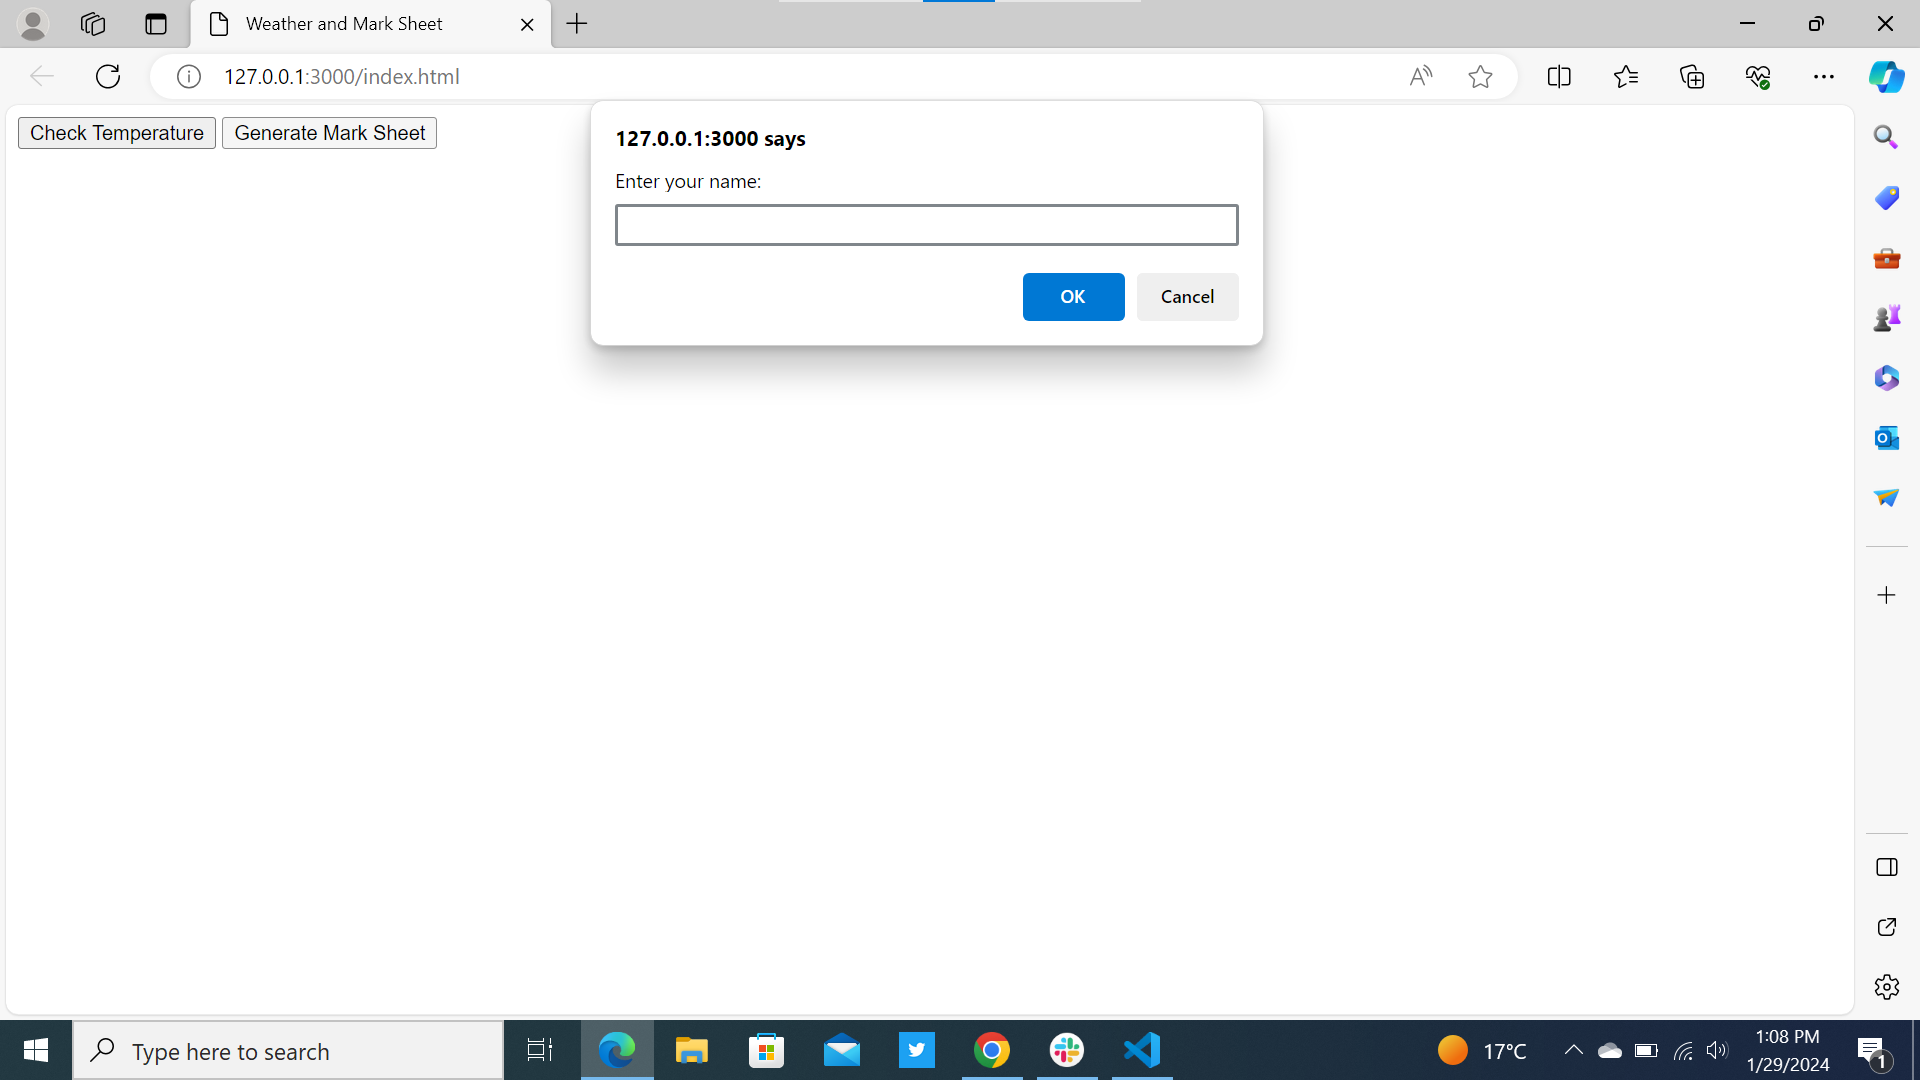 Weather and Mark Sheet
127.0.0.1:3000/index.html
Check Temperature Generate Mark Sheet
127.0.0.1:3000 says
Enter your name:
OK Cancel
Type here to search
17°C
1:08 PM
1/29/2024
1